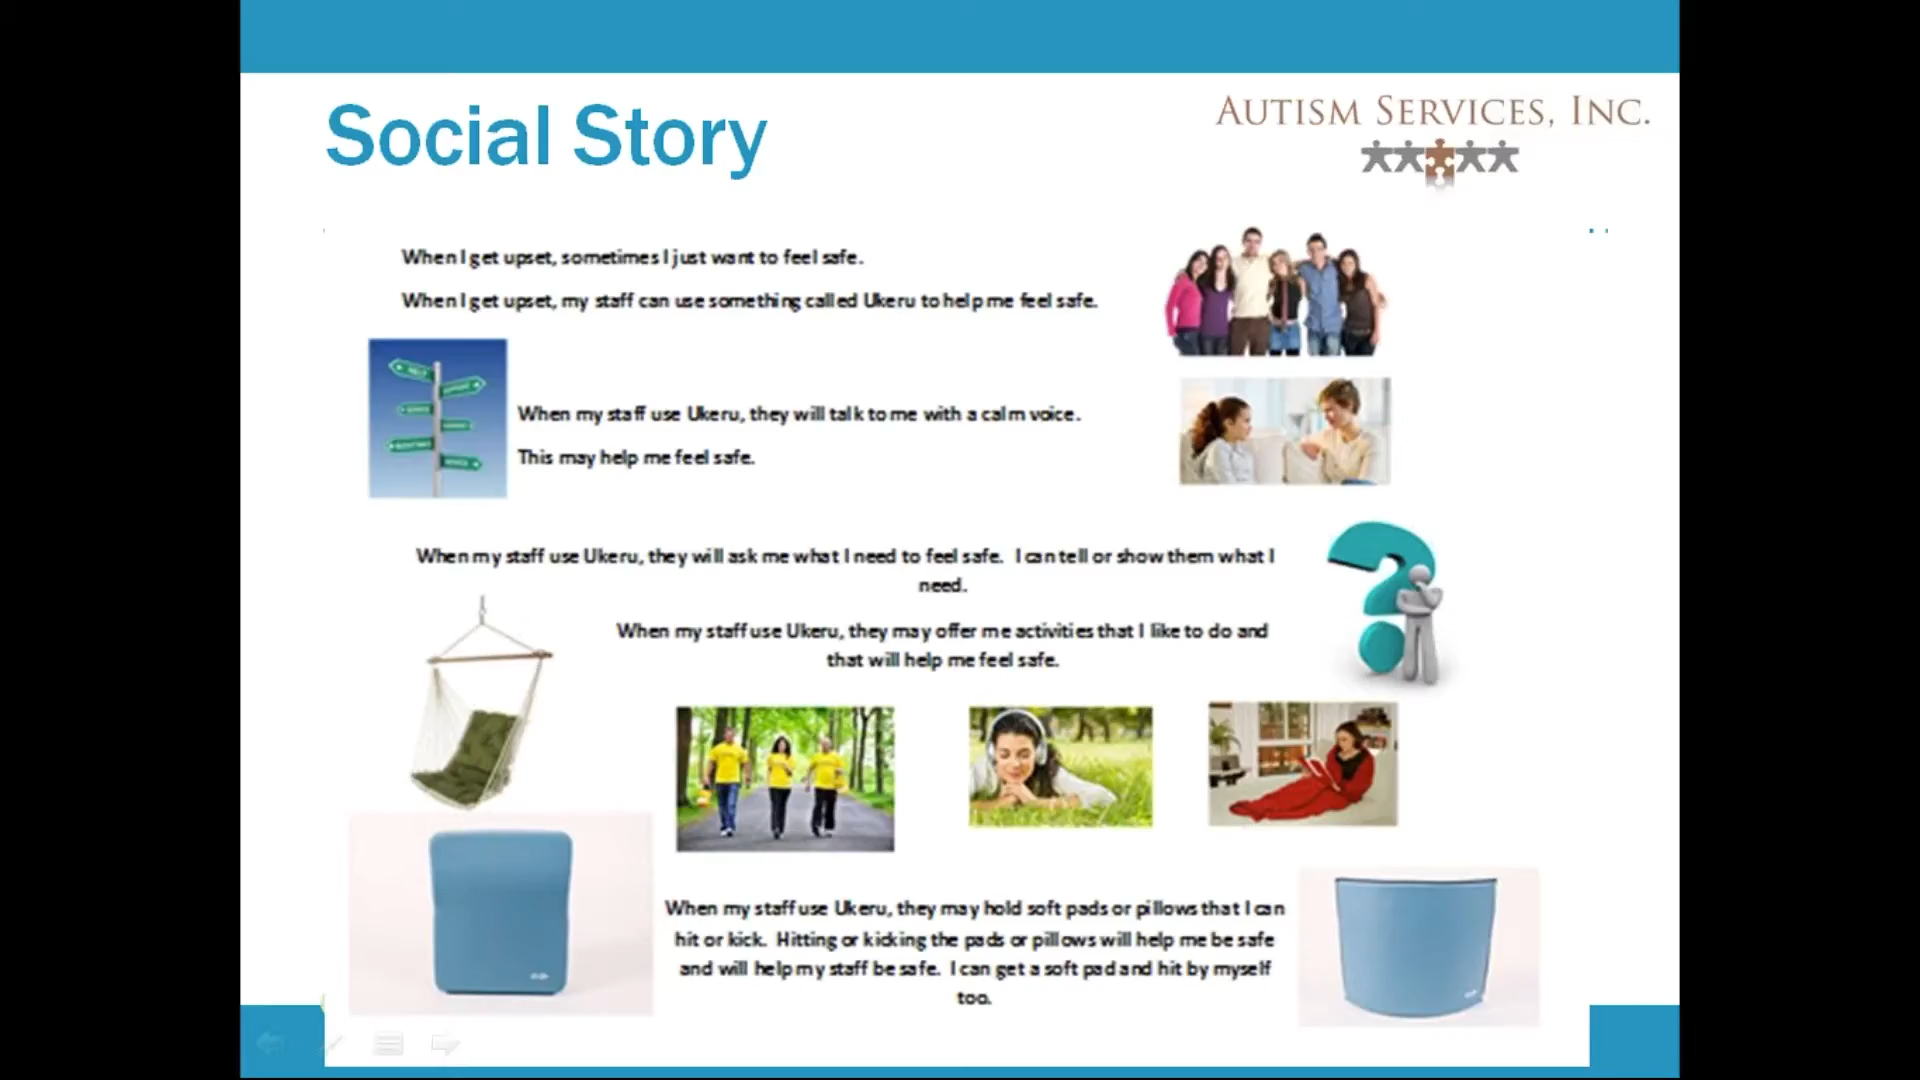 Social Story
AUTISM SERVICES, INC.
When I get upset, sometimes I just want to feel safe.
When I get upset, my staff can use something called Ukeru to help me feel safe.
When my staff use Ukeru, they will talk to me with a calm voice.
This may help me feel safe.
When my staff use Ukeru, they will ask me what I need to feel safe. I can tell or show them what I
need.
When my staff use Ukeru, they may offer me activities that I like to do and
that will help me feel safe.
When my staff use Ukeru, they may hold soft pads or pillows that I can
hit or kick. Hitting or kicking the pads or pillows will help me be safe
and will help my staff be safe. I can get a soft pad and hit by myself
too.